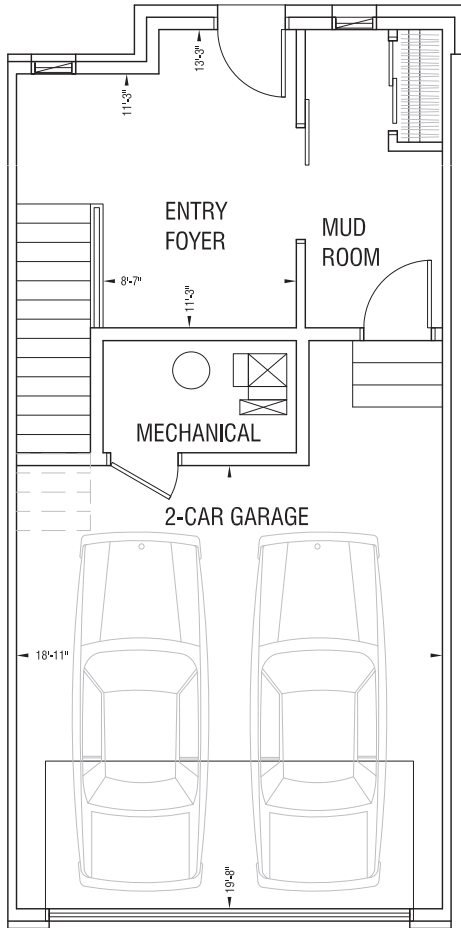 13'-3"
11'-3"
ENTRY
FOYER
MUD
ROOM
8'-7"
11'-3"
MECHANICAL
2-CAR GARAGE
18'-11"
19'-8"